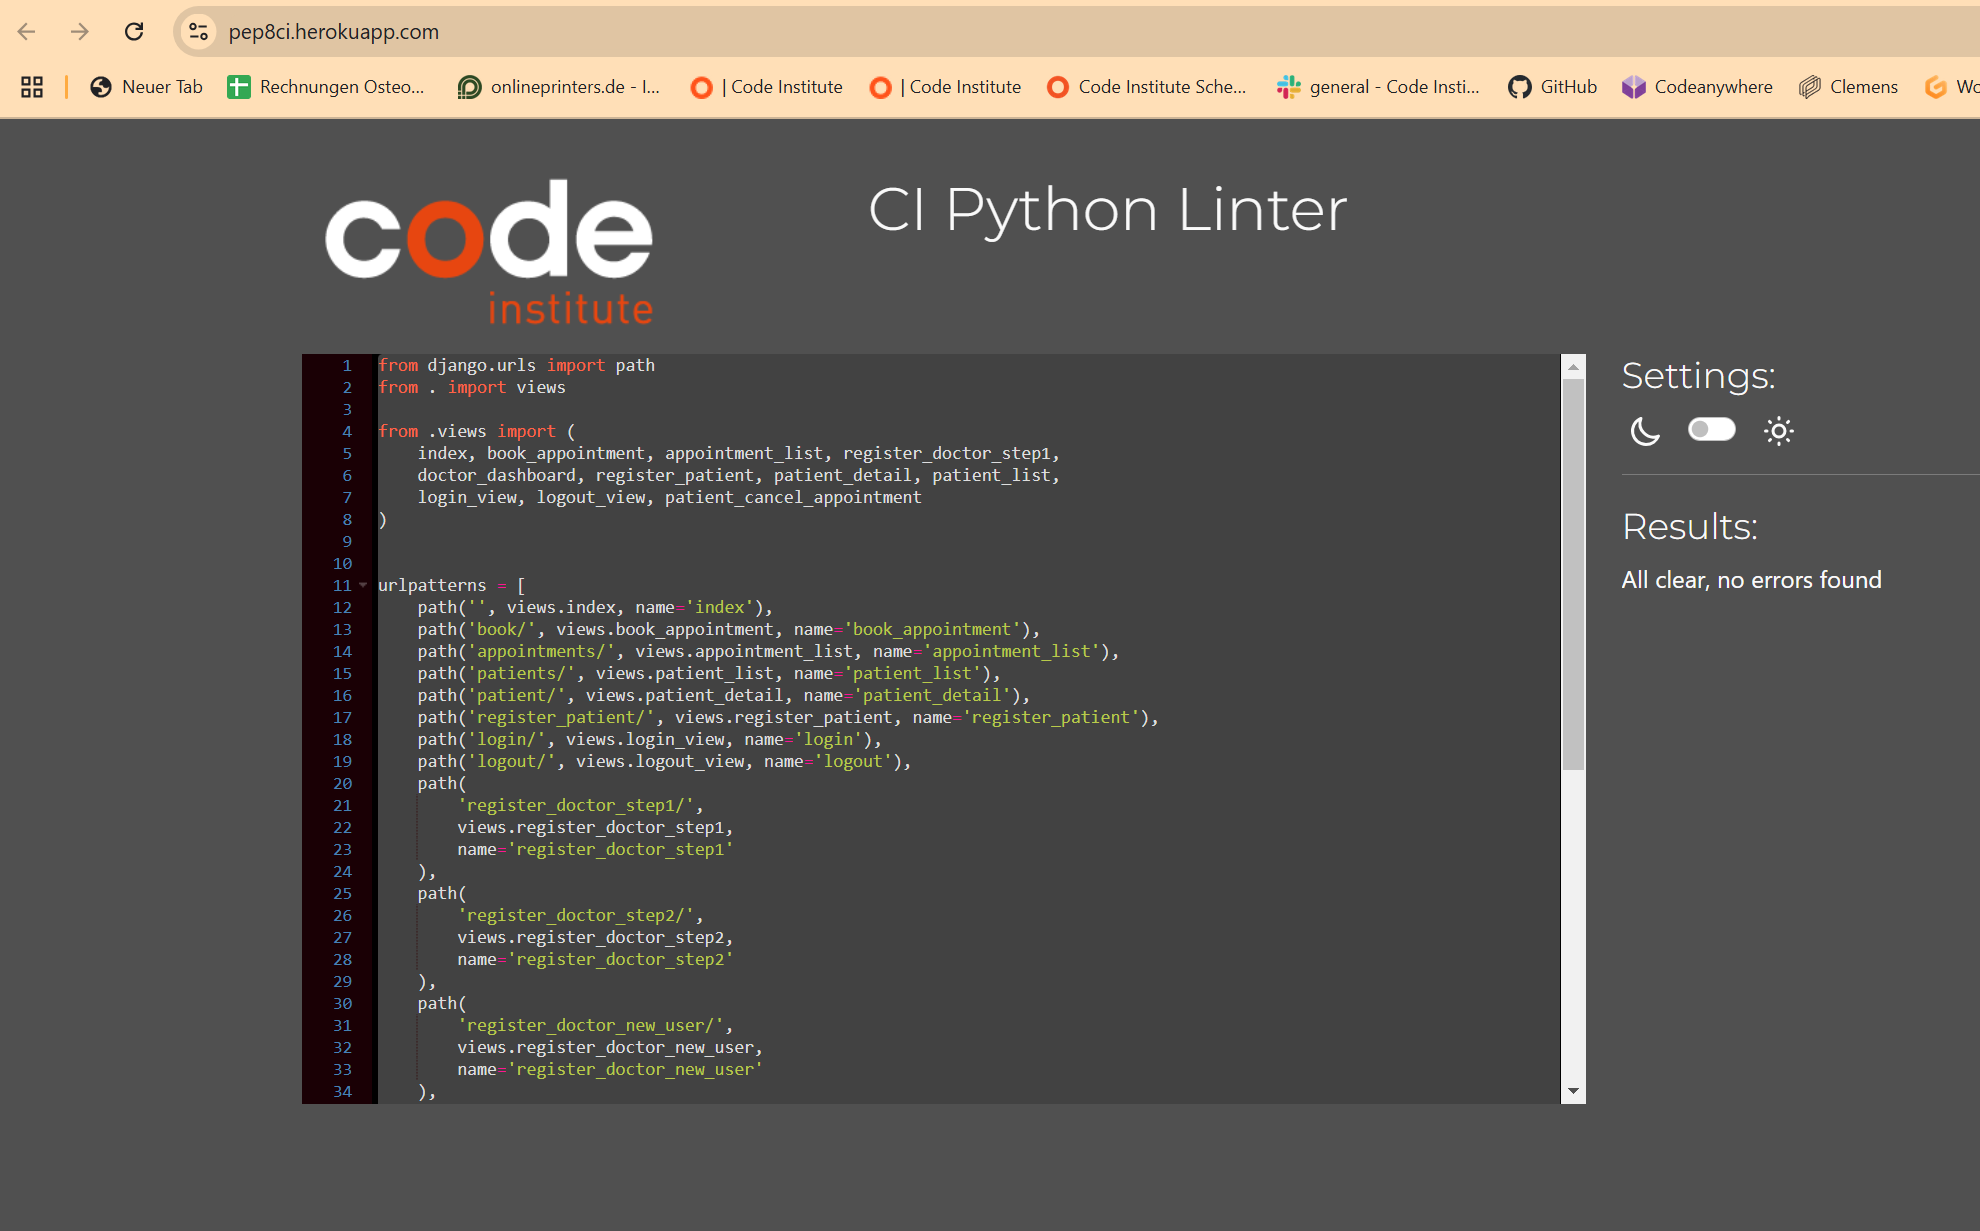 pep8ci.herokuapp.com
Neuer Tab
Rechnungen Osteo...
onlineprinters.de - I...
| Code Institute
| Code Institute
Code Institute Sche...
general - Code Insti...
GitHub
Codeanywhere
Clemens
Wo
code
institute
CI Python Linter
1 from django.urls import path
2 from . import views
3
4 from .views import (
5     index, book_appointment, appointment_list, register_doctor_step1,
6     doctor_dashboard, register_patient, patient_detail, patient_list,
7     login_view, logout_view, patient_cancel_appointment
8 )
9
10
11 urlpatterns = [
12     path('', views.index, name='index'),
13     path('book/', views.book_appointment, name='book_appointment'),
14     path('appointments/', views.appointment_list, name='appointment_list'),
15     path('patients/', views.patient_list, name='patient_list'),
16     path('patient/', views.patient_detail, name='patient_detail'),
17     path('register_patient/', views.register_patient, name='register_patient'),
18     path('login/', views.login_view, name='login'),
19     path('logout/', views.logout_view, name='logout'),
20     path(
21         'register_doctor_step1/',
22         views.register_doctor_step1,
23         name='register_doctor_step1'
24     ),
25     path(
26         'register_doctor_step2/',
27         views.register_doctor_step2,
28         name='register_doctor_step2'
29     ),
30     path(
31         'register_doctor_new_user/',
32         views.register_doctor_new_user,
33         name='register_doctor_new_user'
34     ),
Settings:
Results:
All clear, no errors found